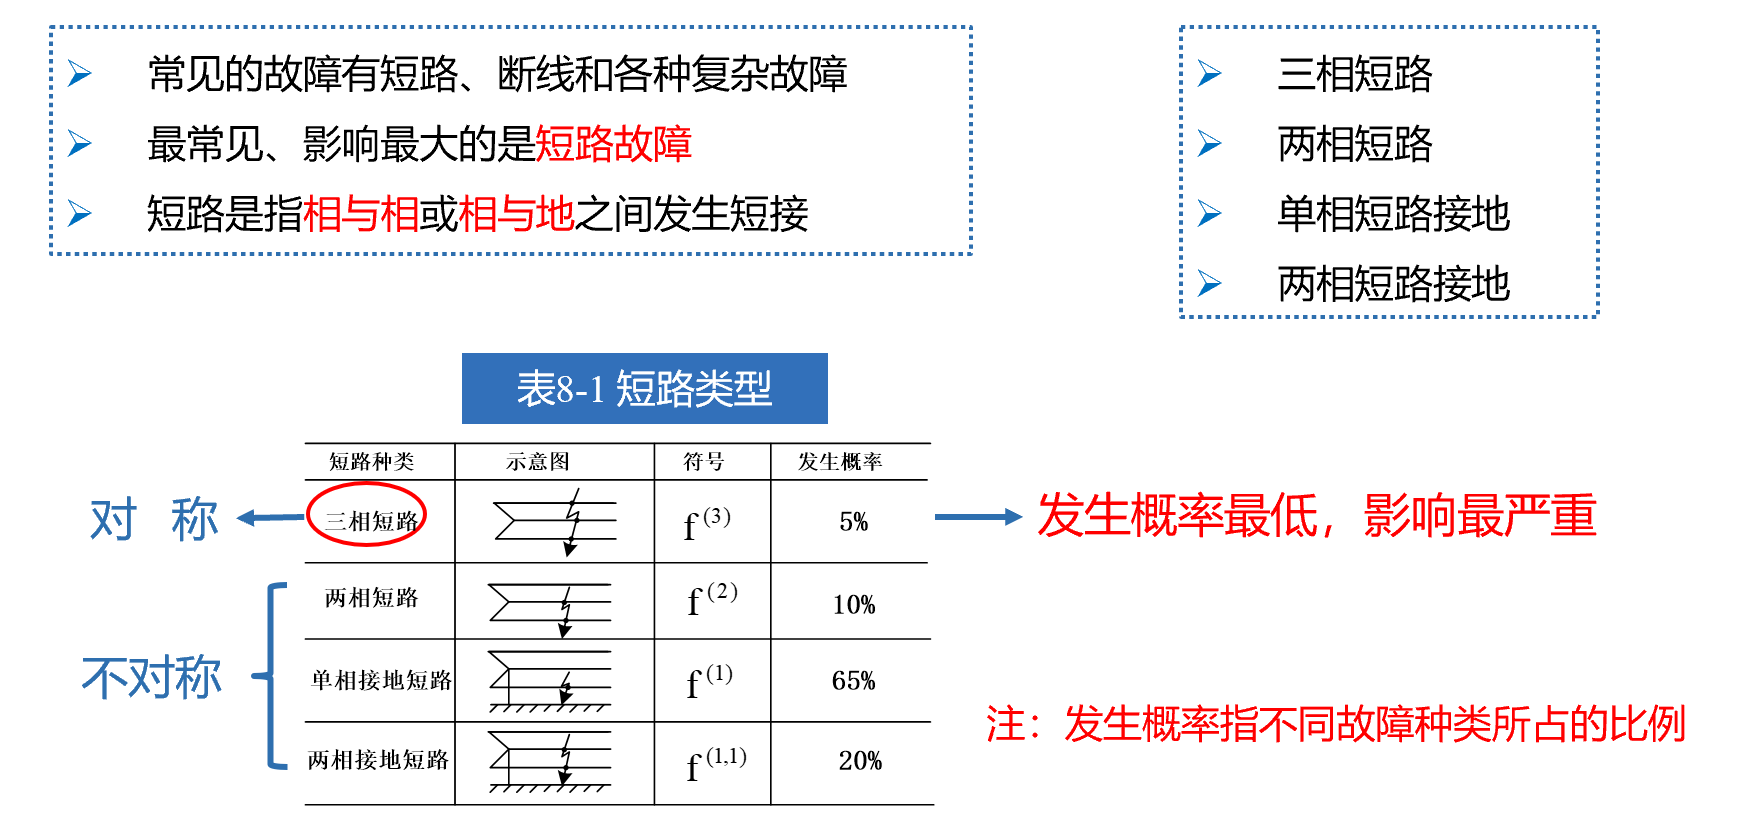 常见的故障有短路、断线和各种复杂故障
最常见、影响最大的是短路故障
短路是指相与相或相与地之间发生短接
三相短路
两相短路
单相短路接地
两相短路接地
表8-1 短路类型
短路种类 示意图 符号 发生概率
对 称 三相短路 f(3) 5% 发生概率最低，影响最严重
两相短路 f(2) 10%
不对称 单相接地短路 f(1) 65%
注：发生概率指不同故障种类所占的比例
两相接地短路 f(1,1) 20%